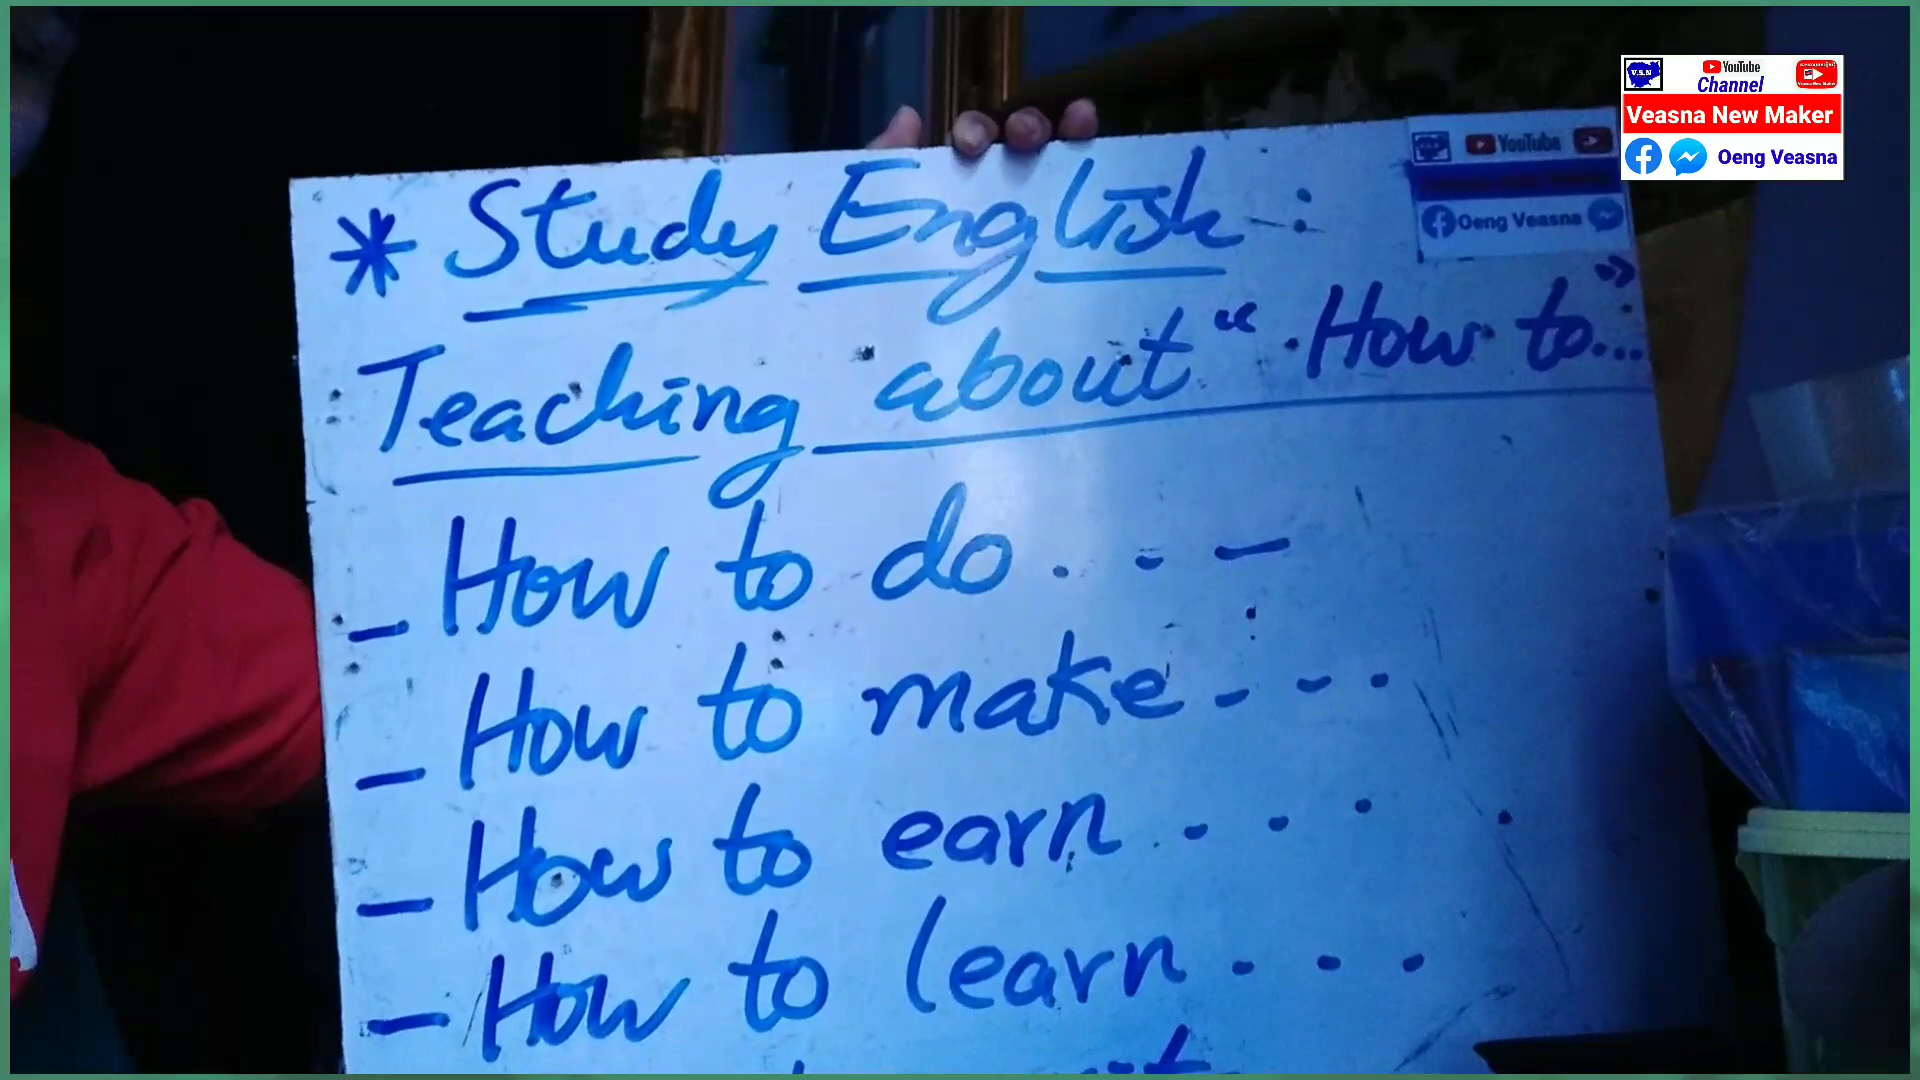 YouTube
Channel
Veasna New Maker
Oeng Veasna
YouTube
Oeng Veasna
* Study English :
Teaching about “ How to... ”
_ How to do . - —
_ How to make - - -
_ How to earn . . . .
- How to learn . . .